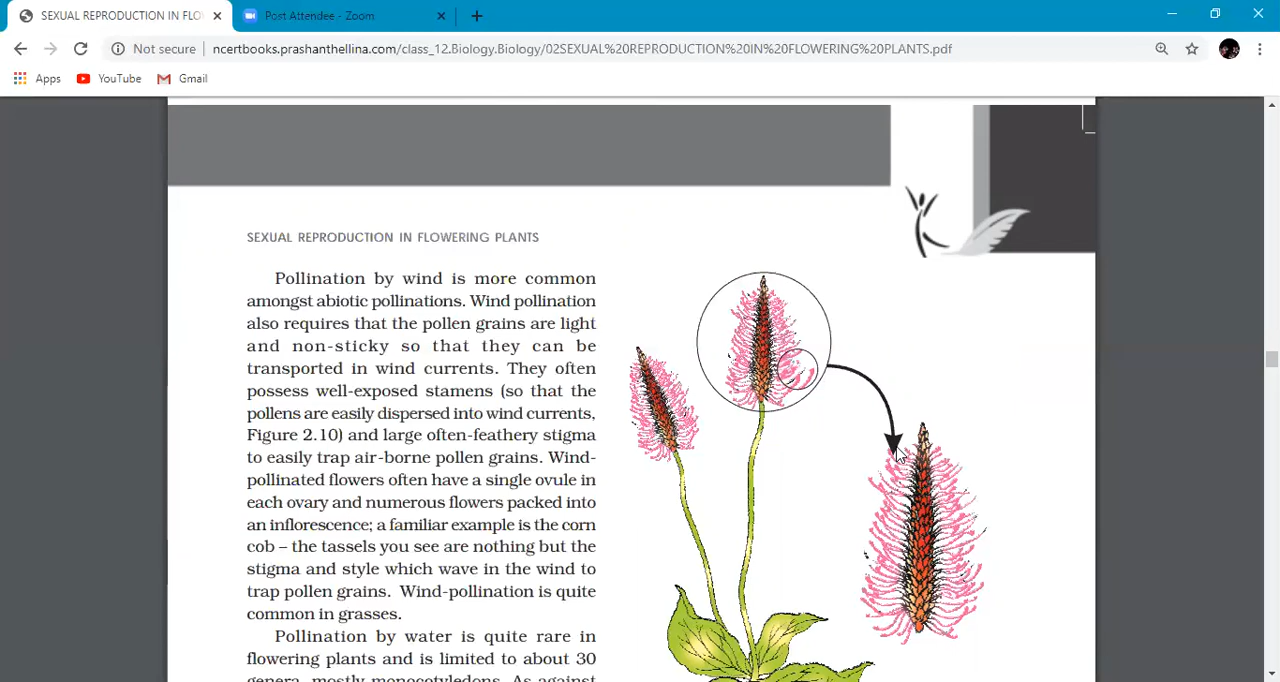 SEXUAL REPRODUCTION IN FLO
Post Attendee - Zoom
Not secure
ncertbooks.prashanthellina.com/class_12.Biology.Biology/02SEXUAL%20REPRODUCTION%20IN%20FLOWERING%20PLANTS.pdf
Apps
YouTube
Gmail
SEXUAL REPRODUCTION IN FLOWERING PLANTS
Pollination by wind is more common
amongst abiotic pollinations. Wind pollination
also requires that the pollen grains are light
and non-sticky so that they can be
transported in wind currents. They often
possess well-exposed stamens (so that the
pollens are easily dispersed into wind currents,
Figure 2.10) and large often-feathery stigma
to easily trap air-borne pollen grains. Wind-
pollinated flowers often have a single ovule in
each ovary and numerous flowers packed into
an inflorescence; a familiar example is the corn
cob – the tassels you see are nothing but the
stigma and style which wave in the wind to
trap pollen grains. Wind-pollination is quite
common in grasses.
Pollination by water is quite rare in
flowering plants and is limited to about 30
genera, mostly monocotyledons. As against